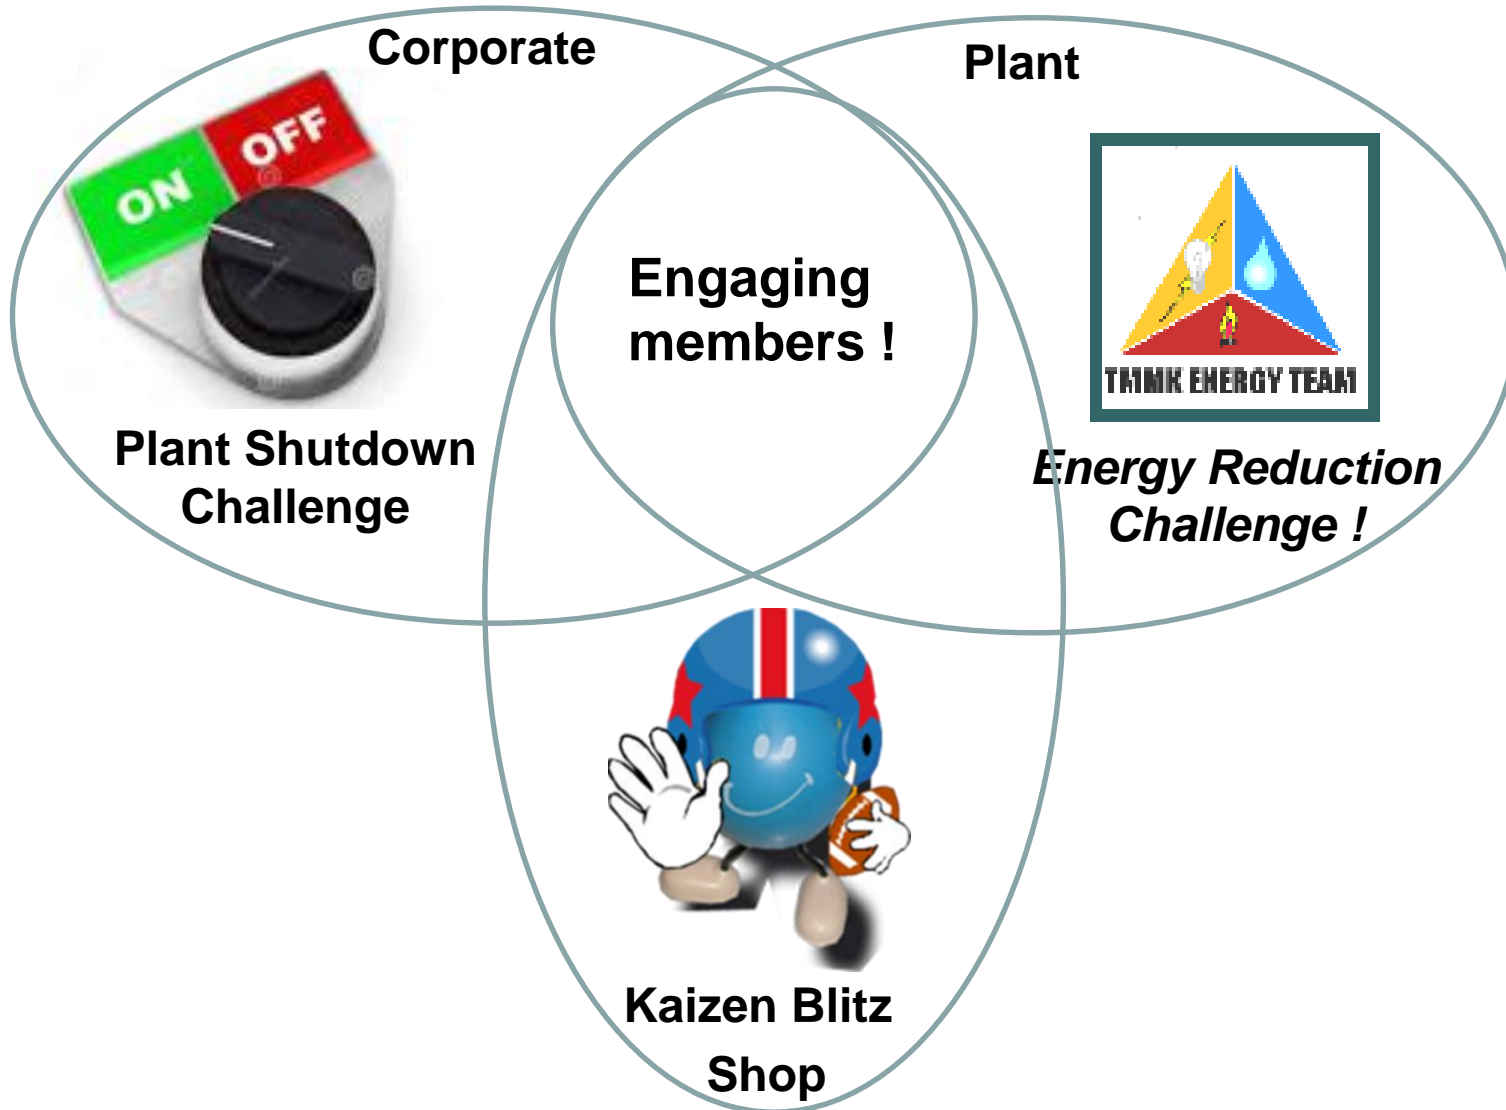 Corporate
Plant
ON
OFF
Engaging
members !
TMMK ENERGY TEAM
Plant Shutdown
Challenge
Energy Reduction
Challenge !
Kaizen Blitz
Shop